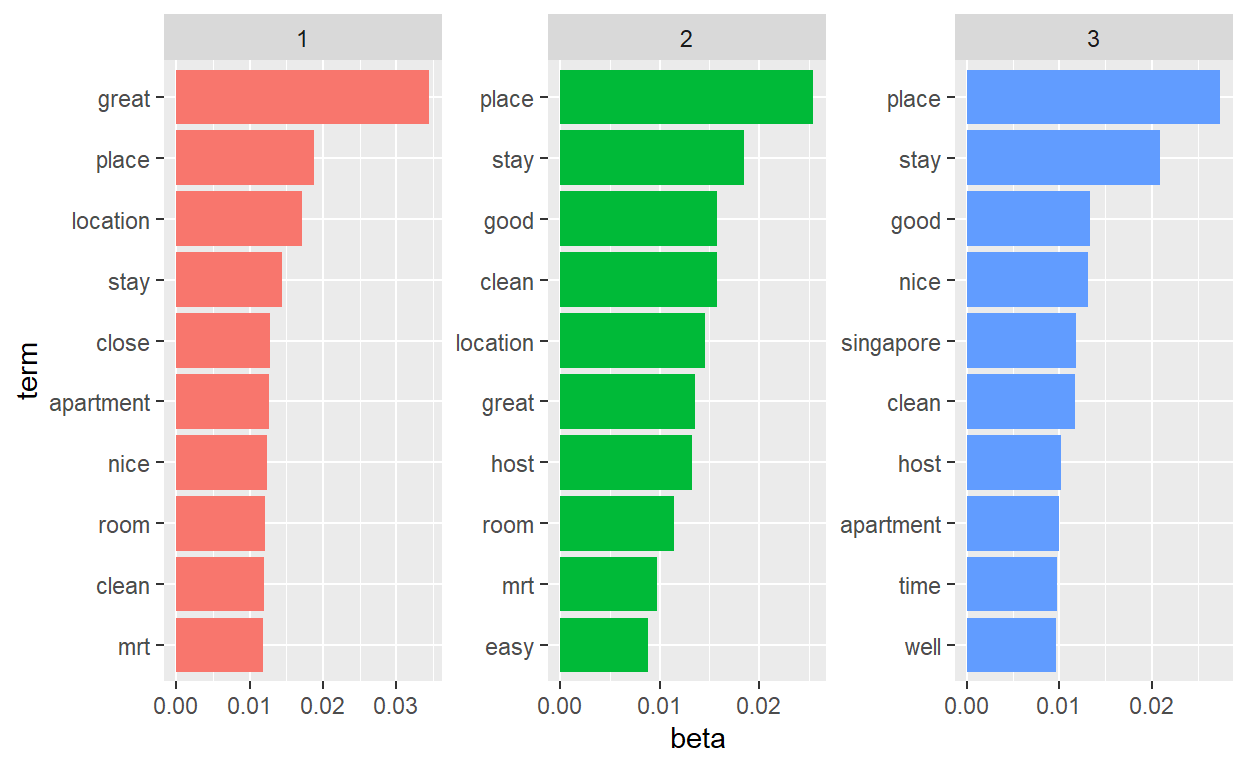 1
2
3
term
great
place
location
stay
close
apartment
nice
room
clean
mrt
0.00 0.01 0.02 0.03
place
stay
good
clean
location
great
host
room
mrt
easy
0.00 0.01 0.02
place
stay
good
nice
singapore
clean
host
apartment
time
well
0.00 0.01 0.02
beta